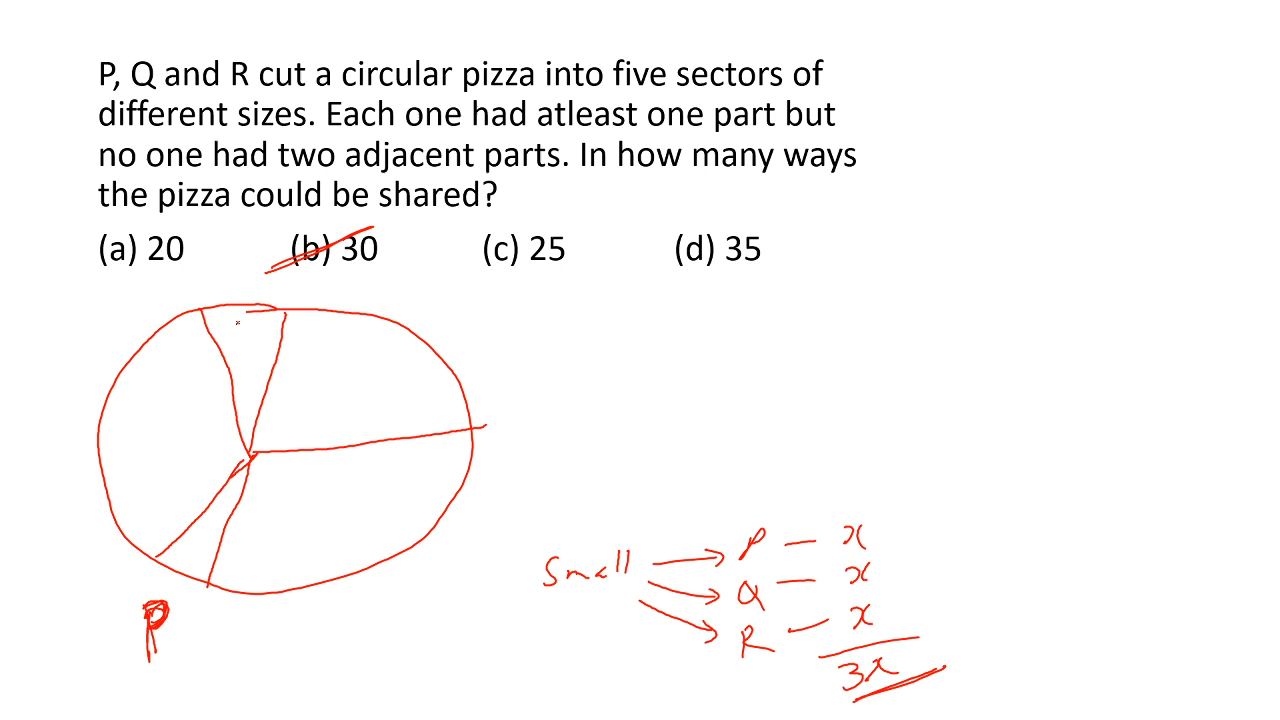 P, Q and R cut a circular pizza into five sectors of
different sizes. Each one had atleast one part but
no one had two adjacent parts. In how many ways
the pizza could be shared?
(a) 20 (b) 30 (c) 25 (d) 35
P
Small
P - x
Q - x
R - x
3x